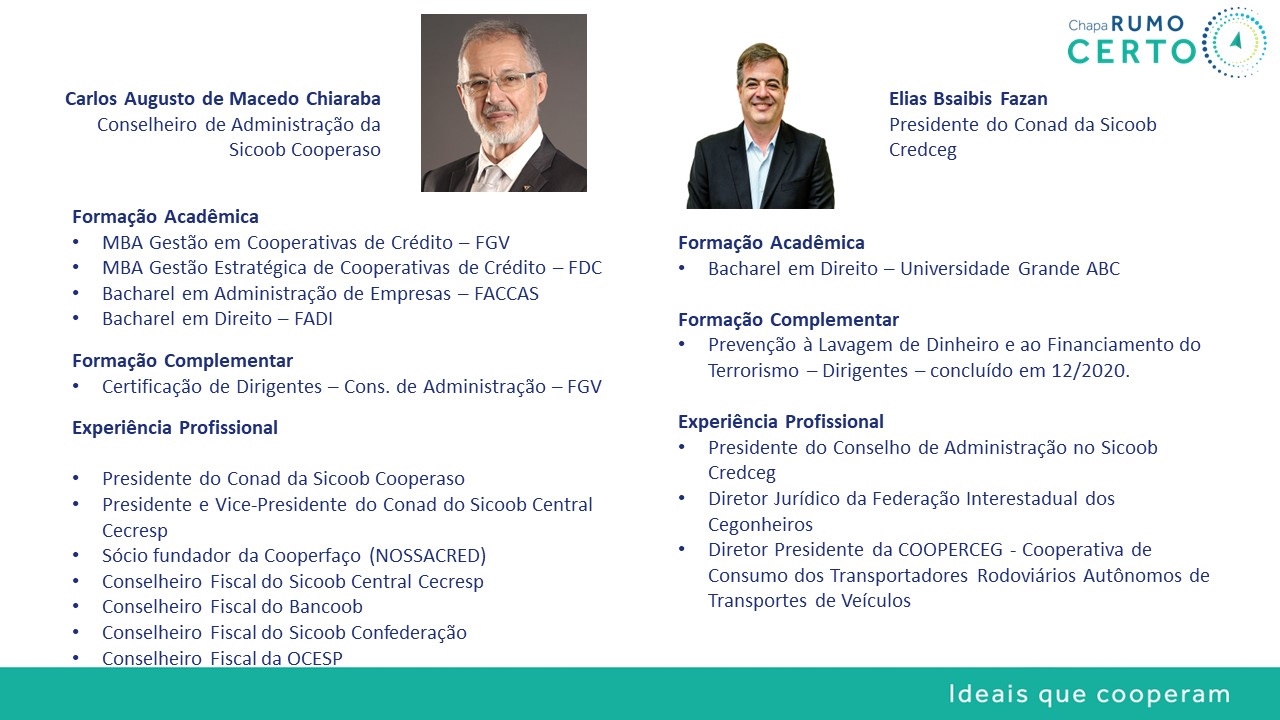 Chapa RUMO
CERTO
Carlos Augusto de Macedo Chiaraba
Conselheiro de Administração da
Sicoob Cooperaso
Formação Acadêmica
• MBA Gestão em Cooperativas de Crédito – FGV
• MBA Gestão Estratégica de Cooperativas de Crédito – FDC
• Bacharel em Administração de Empresas – FACCAS
• Bacharel em Direito – FADI
Formação Complementar
• Certificação de Dirigentes – Cons. de Administração – FGV
Experiência Profissional
• Presidente do Conad da Sicoob Cooperaso
• Presidente e Vice-Presidente do Conad do Sicoob Central
Cecresp
• Sócio fundador da Cooperfaço (NOSSACRED)
• Conselheiro Fiscal do Sicoob Central Cecresp
• Conselheiro Fiscal do Bancoob
• Conselheiro Fiscal do Sicoob Confederação
• Conselheiro Fiscal da OCESP
Elias Bsaibis Fazan
Presidente do Conad da Sicoob
Credceg
Formação Acadêmica
• Bacharel em Direito – Universidade Grande ABC
Formação Complementar
• Prevenção à Lavagem de Dinheiro e ao Financiamento do
Terrorismo – Dirigentes – concluído em 12/2020.
Experiência Profissional
• Presidente do Conselho de Administração no Sicoob
Credceg
• Diretor Jurídico da Federação Interestadual dos
Cegonheiros
• Diretor Presidente da COOPERCEG - Cooperativa de
Consumo dos Transportadores Rodoviários Autônomos de
Transportes de Veículos
Ideais que cooperam